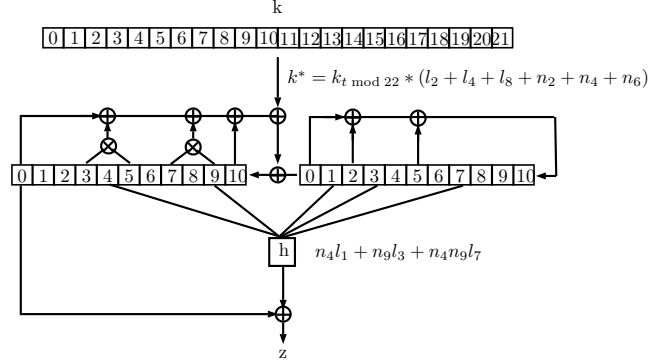 k
0 1 2 3 4 5 6 7 8 9 10 11 12 13 14 15 16 17 18 19 20 21
k* = k_{t mod 22} * (l_2 + l_4 + l_8 + n_2 + n_4 + n_6)
0 1 2 3 4 5 6 7 8 9 10 0 1 2 3 4 5 6 7 8 9 10
h n_4l_1 + n_9l_3 + n_4n_9l_7
z